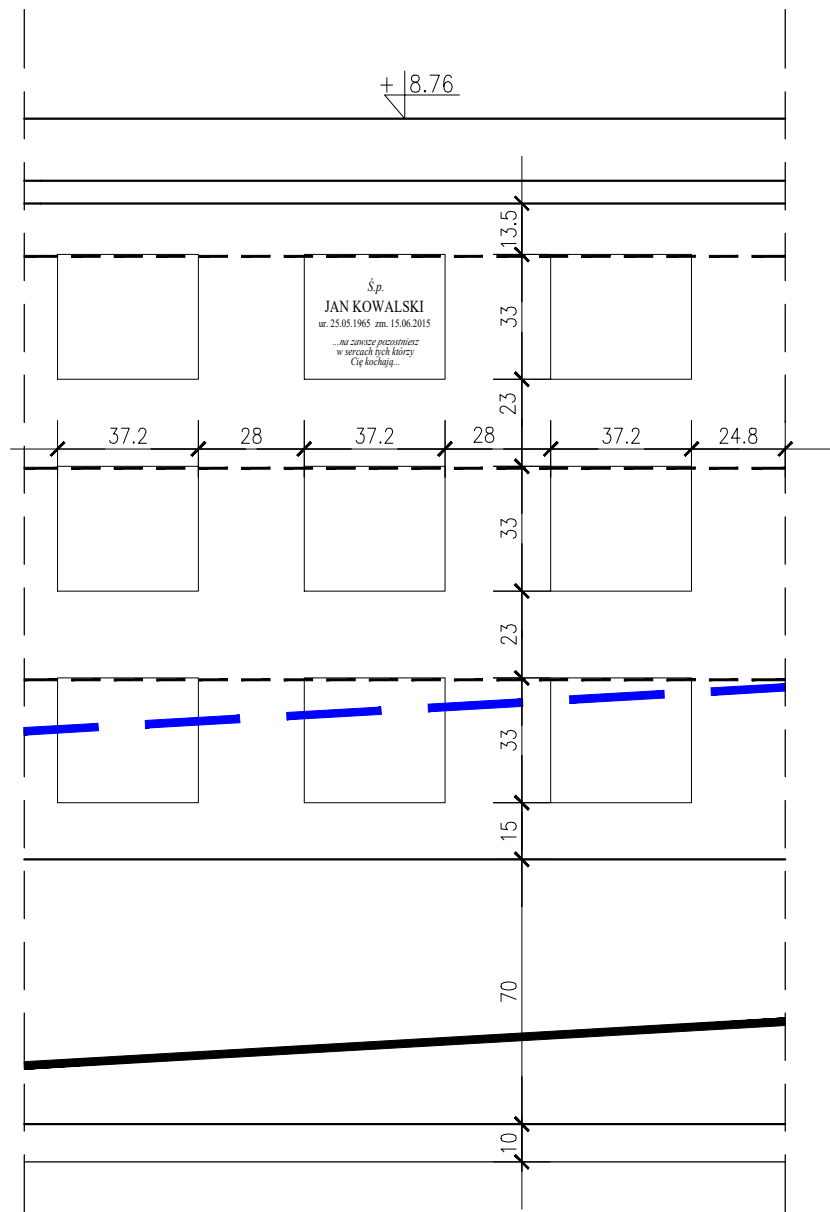 + 8.76
13.5
Ś.p.
JAN KOWALSKI
ur. 25.05.1965 zm. 15.06.2015
...na zawsze pozostniesz
w sercach tych którzy
Cię kochają...
33
23
37.2 28 37.2 28 37.2 24.8
33
23
33
15
70
10